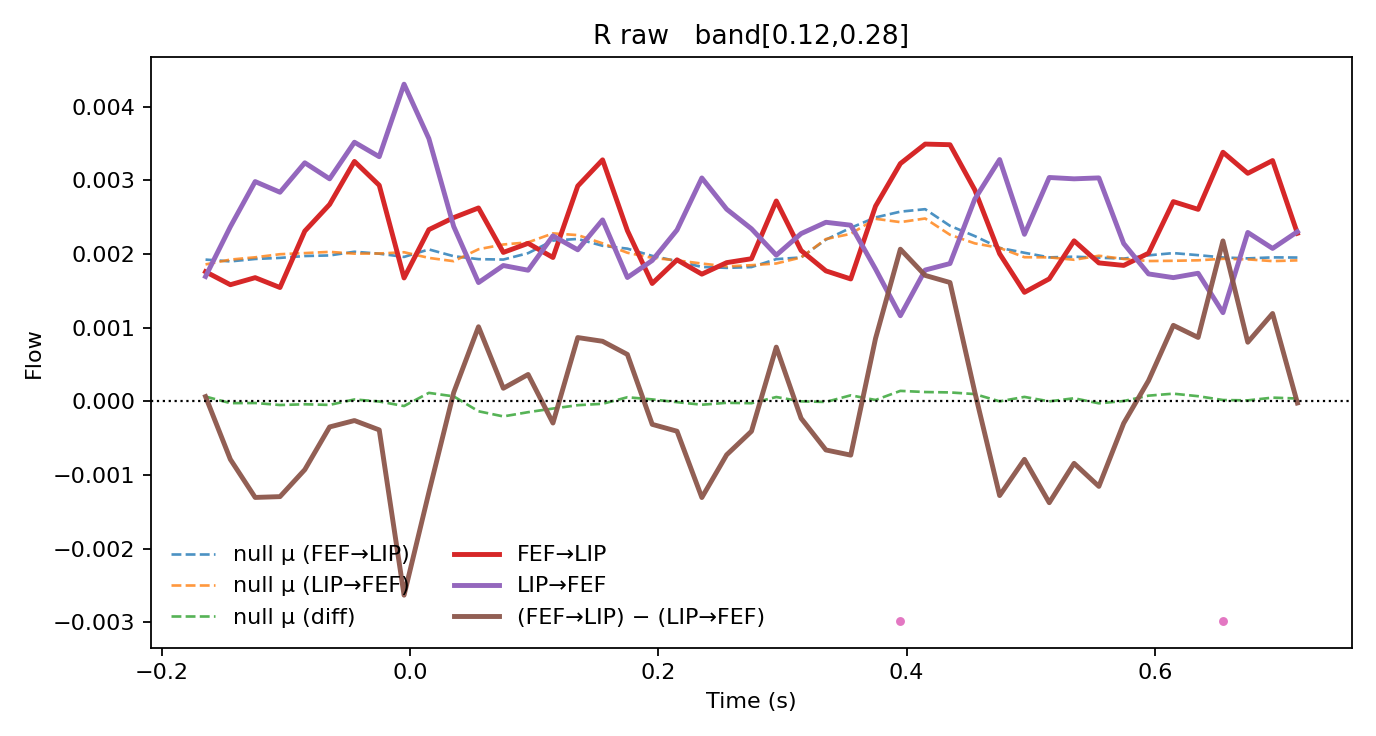 R raw   band[0.12,0.28]
Flow
0.004
0.003
0.002
0.001
0.000
−0.001
−0.002
−0.003
null μ (FEF→LIP)
null μ (LIP→FEF)
null μ (diff)
FEF→LIP
LIP→FEF
(FEF→LIP) − (LIP→FEF)
−0.2
0.0
0.2
0.4
0.6
Time (s)